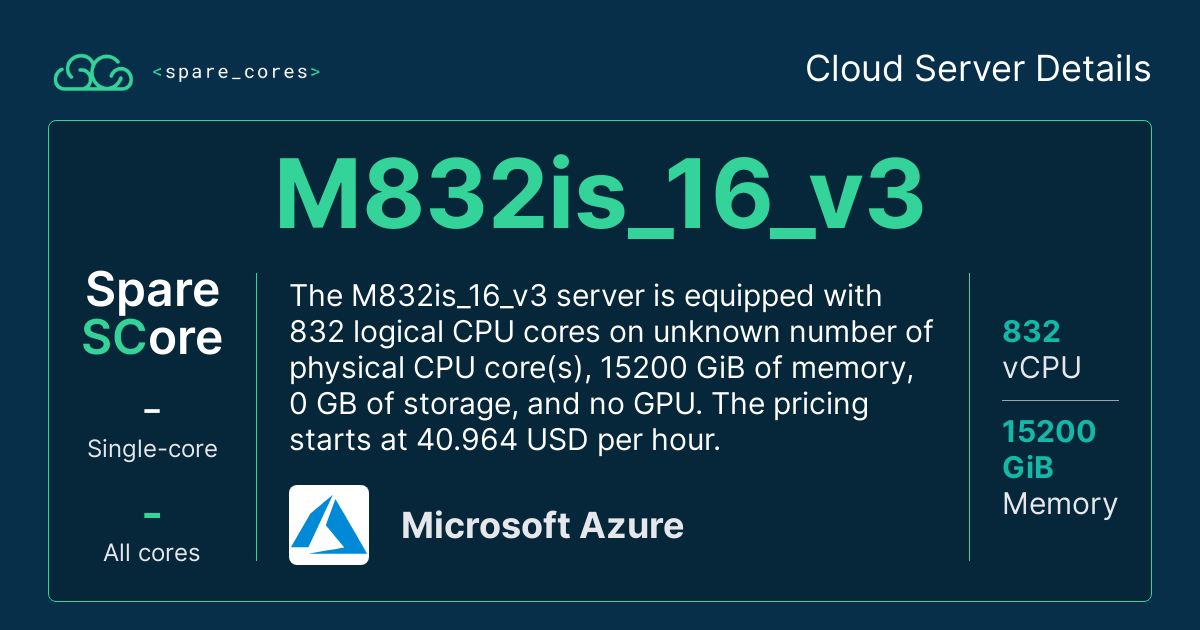 <spare_cores>
Cloud Server Details
M832is_16_v3
Spare
SCore
–
Single-core
–
All cores
The M832is_16_v3 server is equipped with
832 logical CPU cores on unknown number of
physical CPU core(s), 15200 GiB of memory,
0 GB of storage, and no GPU. The pricing
starts at 40.964 USD per hour.
Microsoft Azure
832
vCPU
15200
GiB
Memory